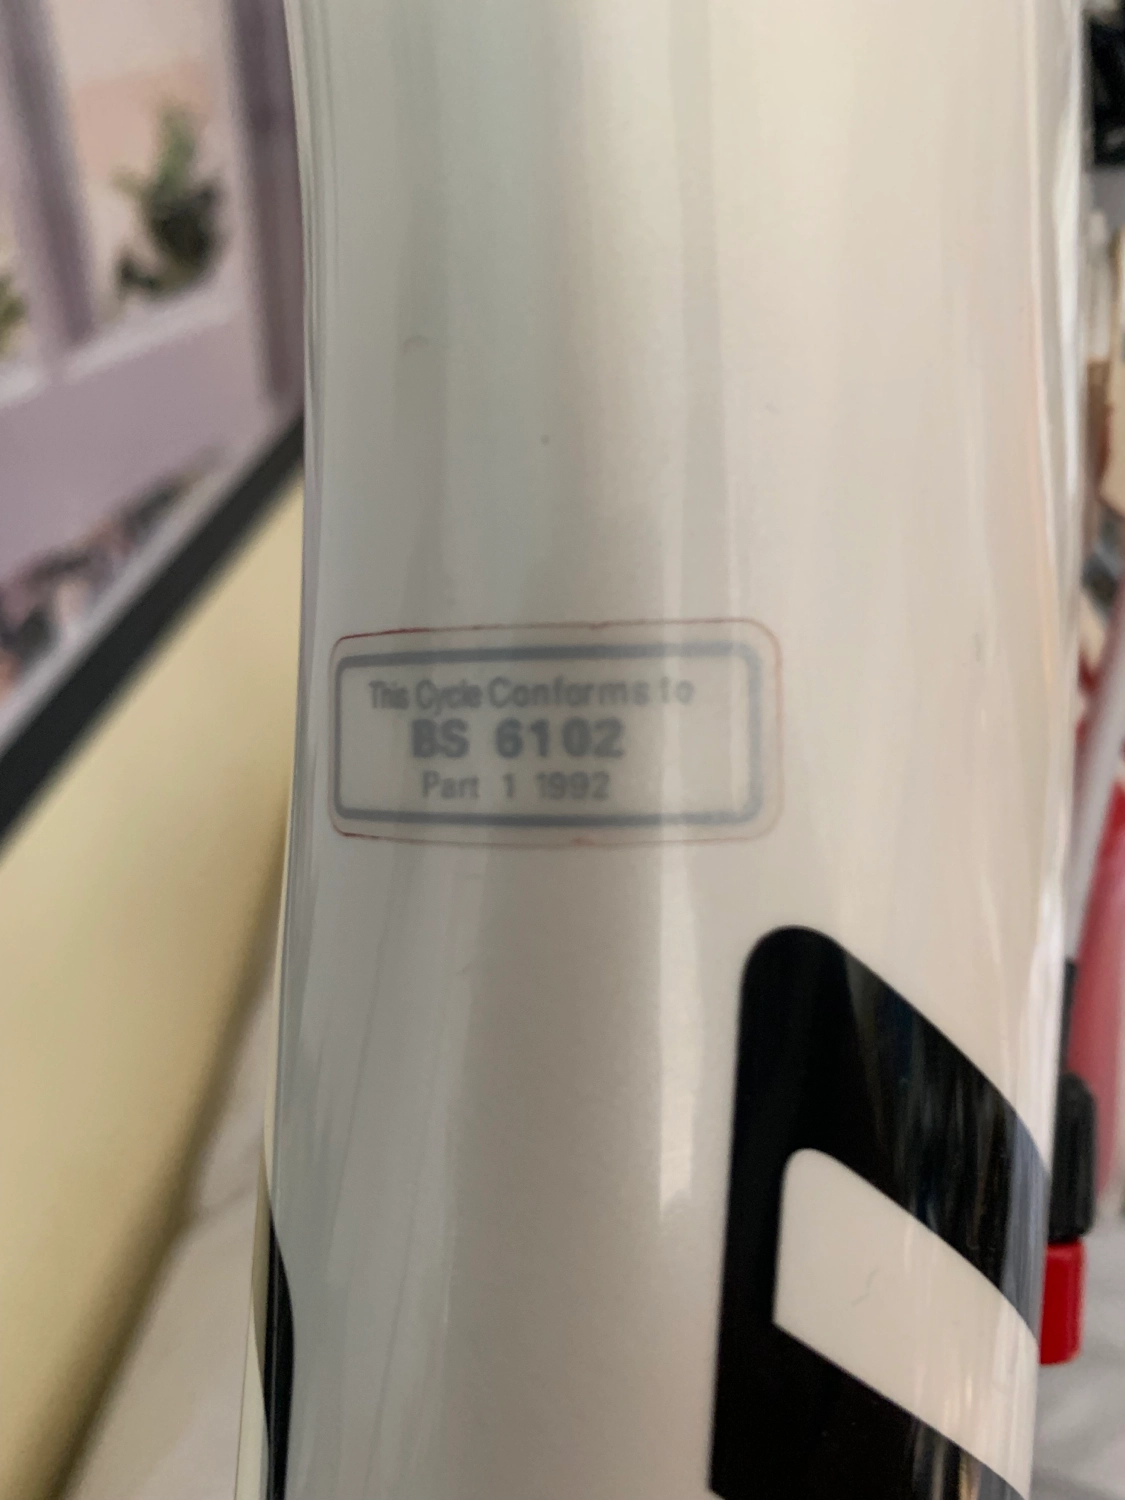 This Cycle Conforms to
BS 6102
Part 1 1992